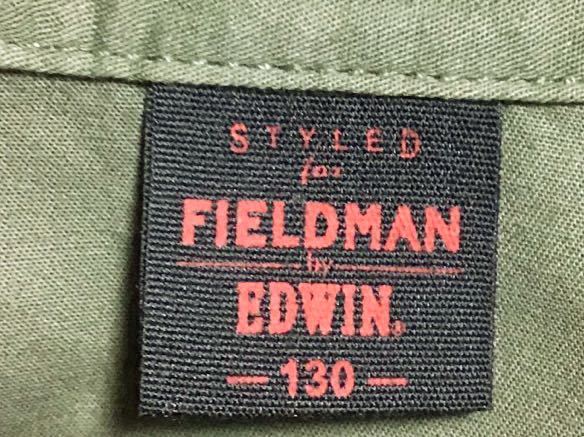 STYLED
for
FIELDMAN
by
EDWIN.
— 130 —